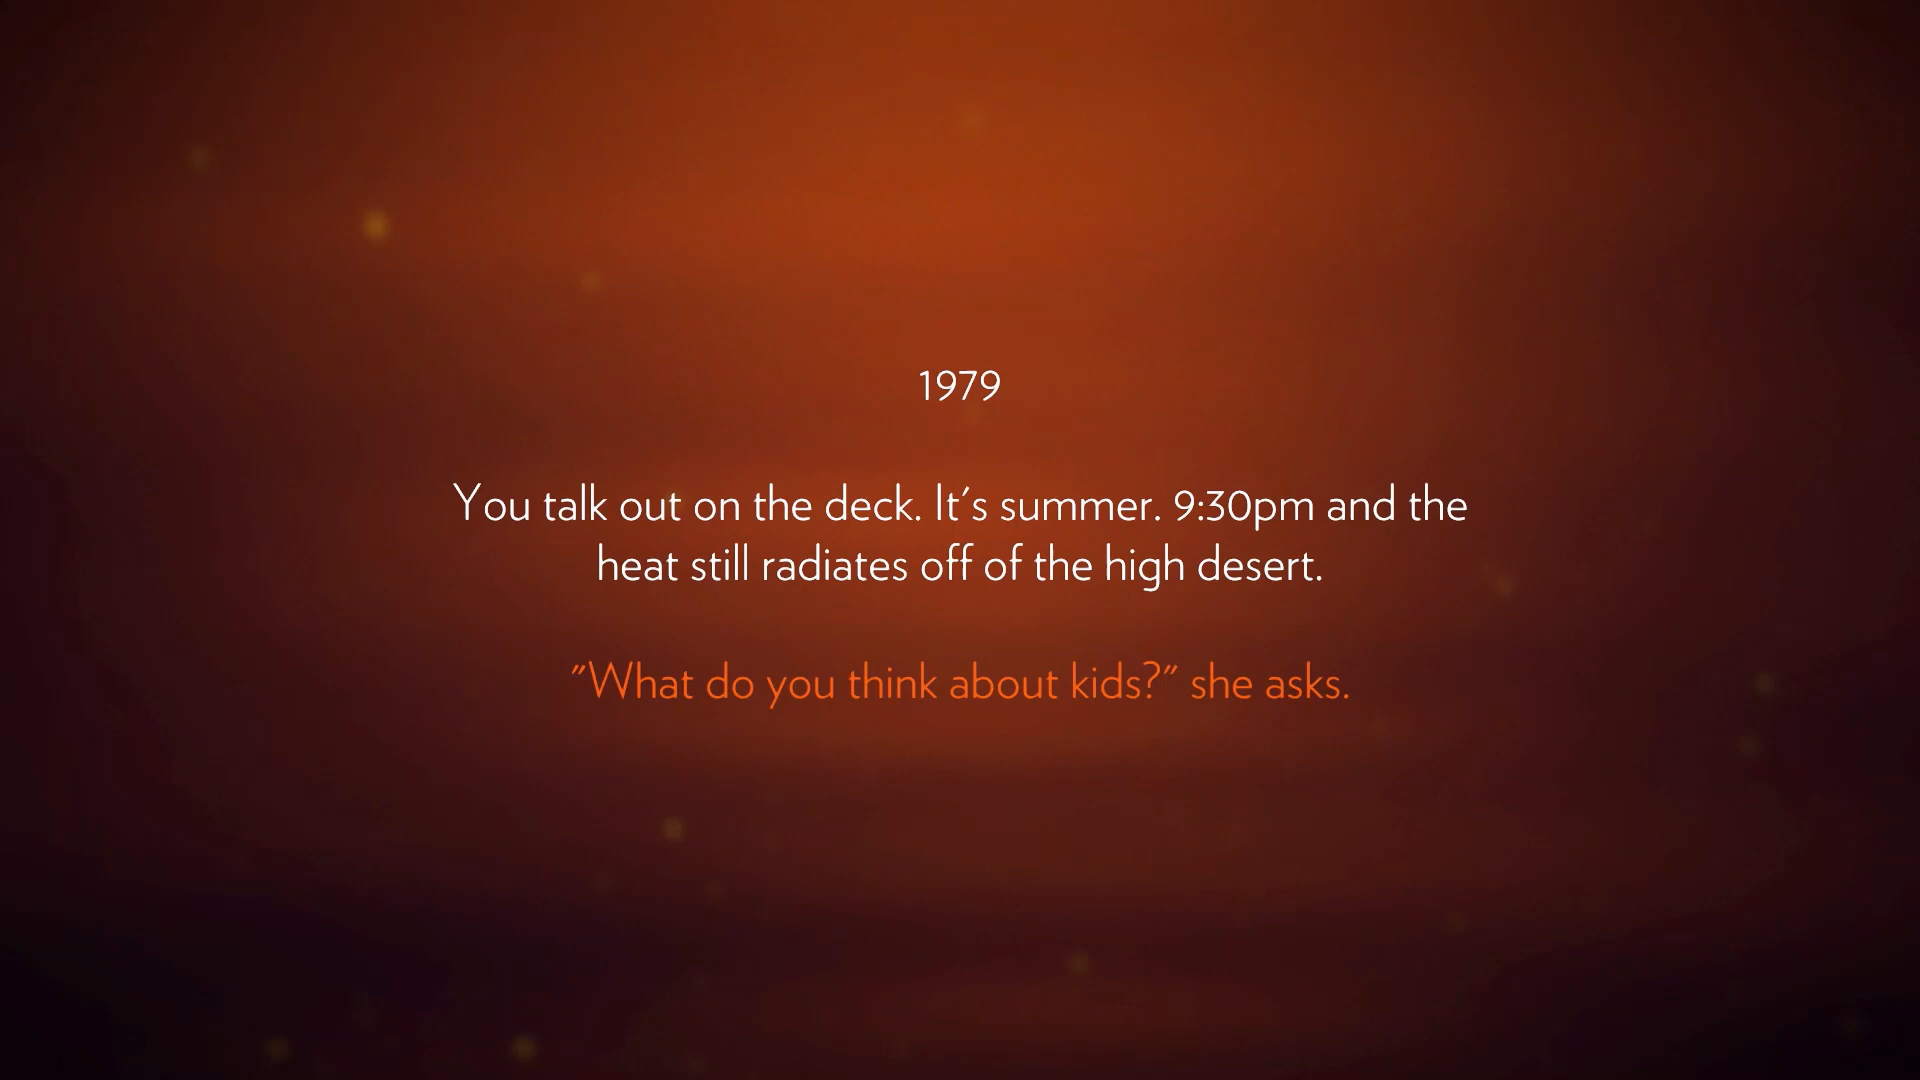 1979
You talk out on the deck. It's summer. 9:30pm and the
heat still radiates off of the high desert.
"What do you think about kids?" she asks.